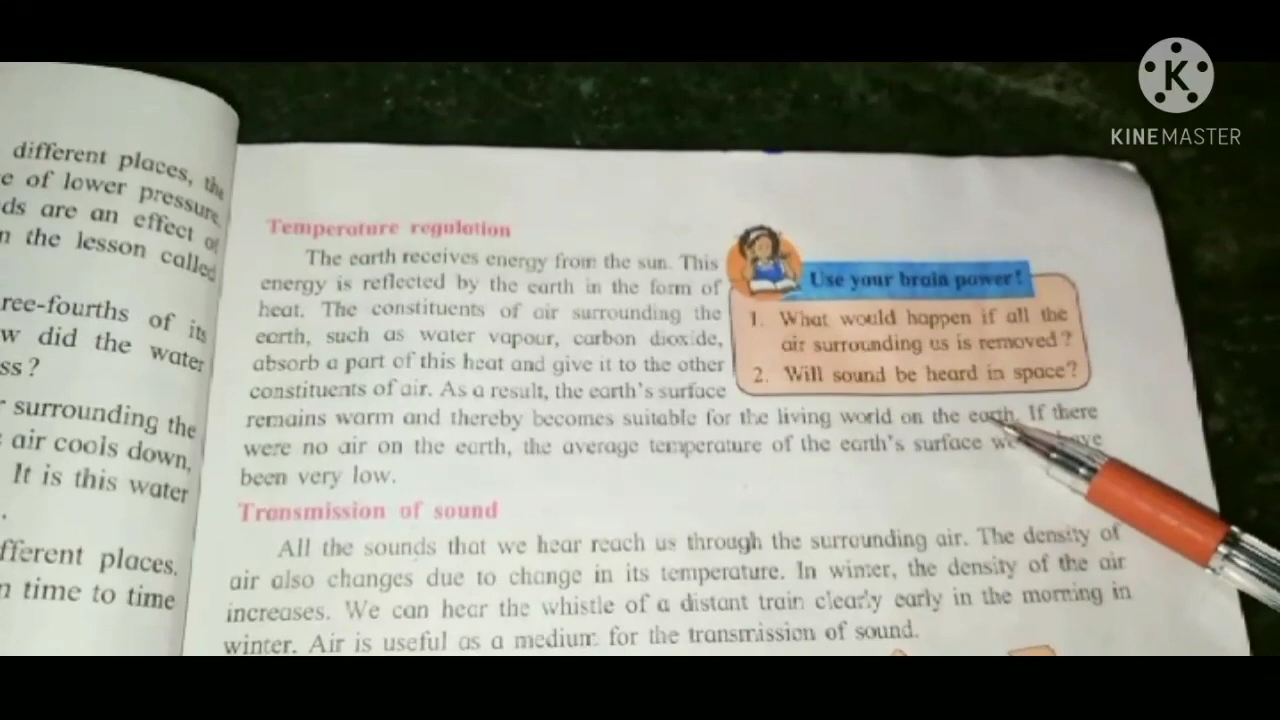 KINEMASTER
different places, the
e of lower pressure.
ds are an effect of
n the lesson called
ree-fourths of its
w did the water
ss?
r surrounding the
air cools down,
It is this water
.
fferent places.
n time to time
Temperature regulation
The earth receives energy from the sun. This
energy is reflected by the earth in the form of
heat. The constituents of air surrounding the
earth, such as water vapour, carbon dioxide,
absorb a part of this heat and give it to the other
constituents of air. As a result, the earth's surface
remains warm and thereby becomes suitable for the living world on the earth. If there
were no air on the earth, the average temperature of the earth's surface
been very low.
Use your brain power!
1. What would happen if all the
air surrounding us is removed?
2. Will sound be heard in space?
Transmission of sound
All the sounds that we hear reach us through the surrounding air. The density of
air also changes due to change in its temperature. In winter, the density of the air
increases. We can hear the whistle of a distant train clearly early in the morning in
winter. Air is useful as a medium for the transmission of sound.